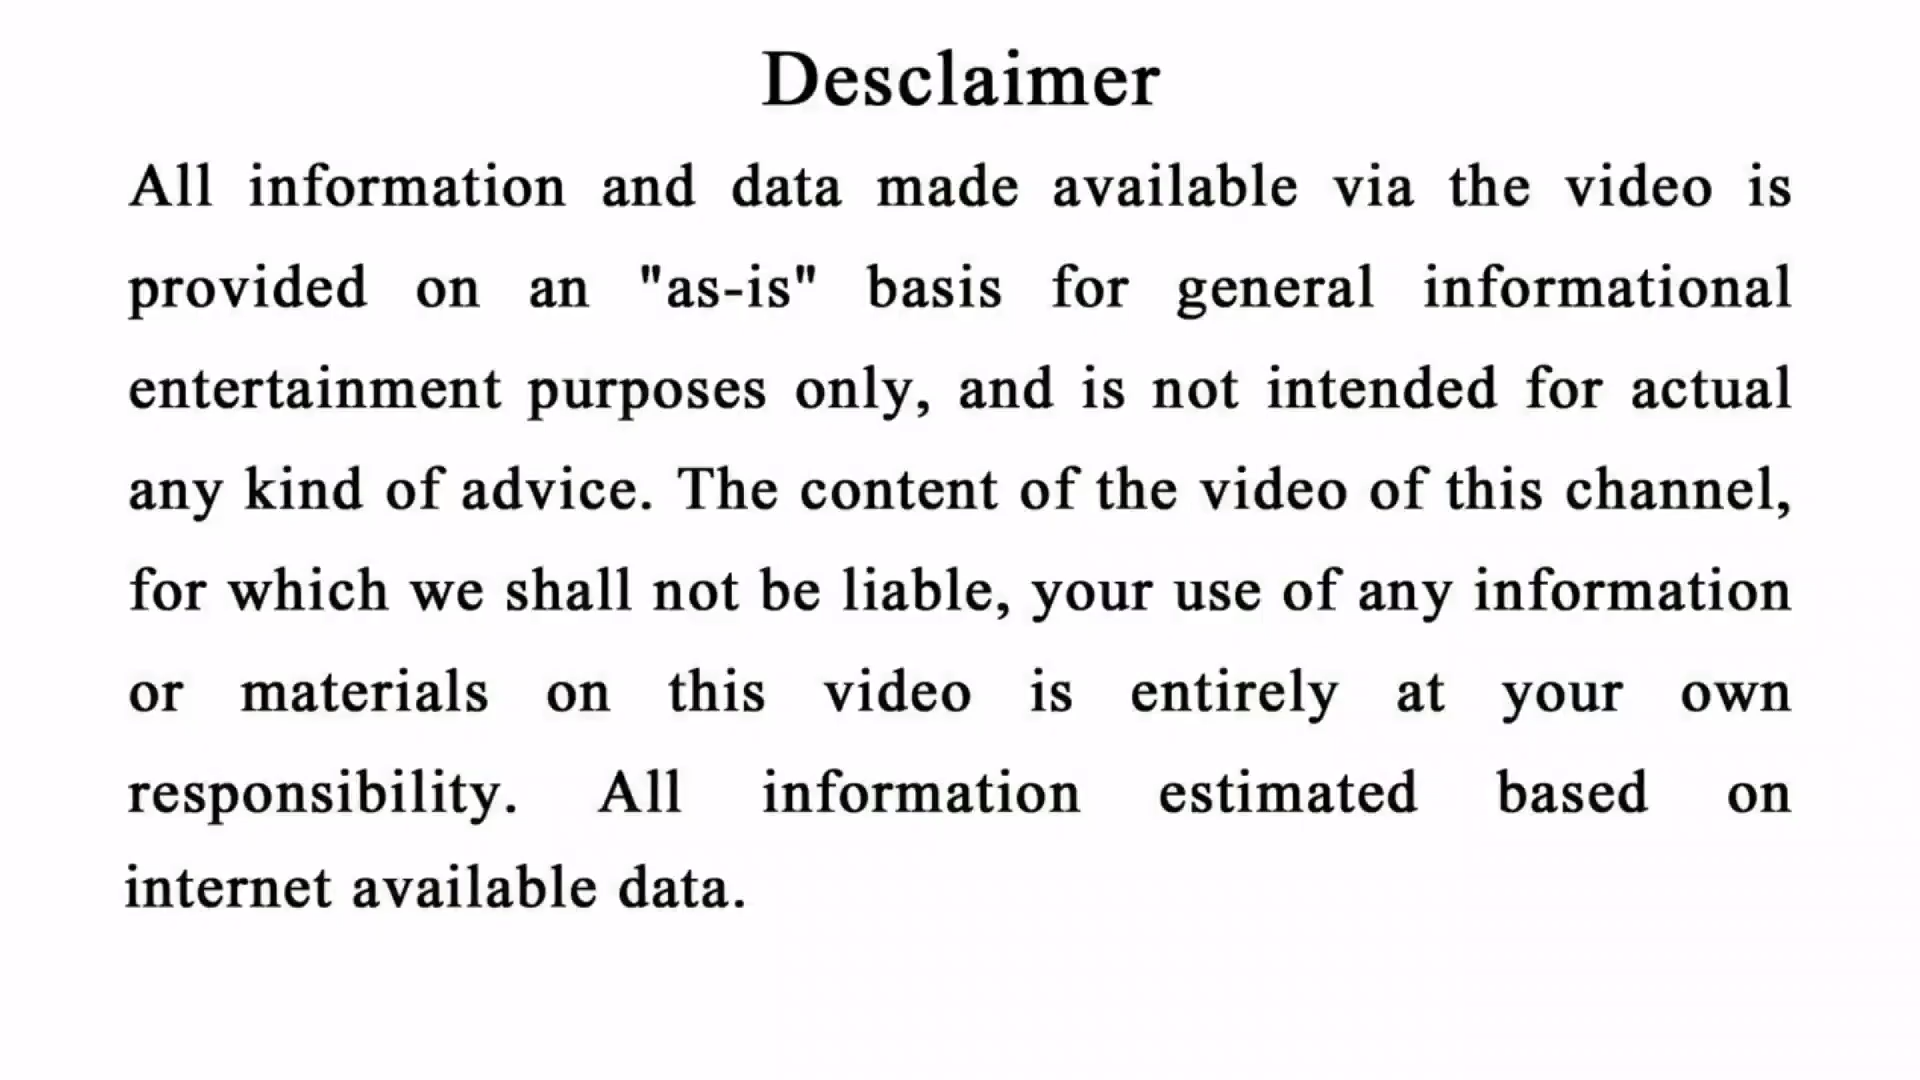 Desclaimer
All information and data made available via the video is
provided on an "as-is" basis for general informational
entertainment purposes only, and is not intended for actual
any kind of advice. The content of the video of this channel,
for which we shall not be liable, your use of any information
or materials on this video is entirely at your own
responsibility. All information estimated based on
internet available data.